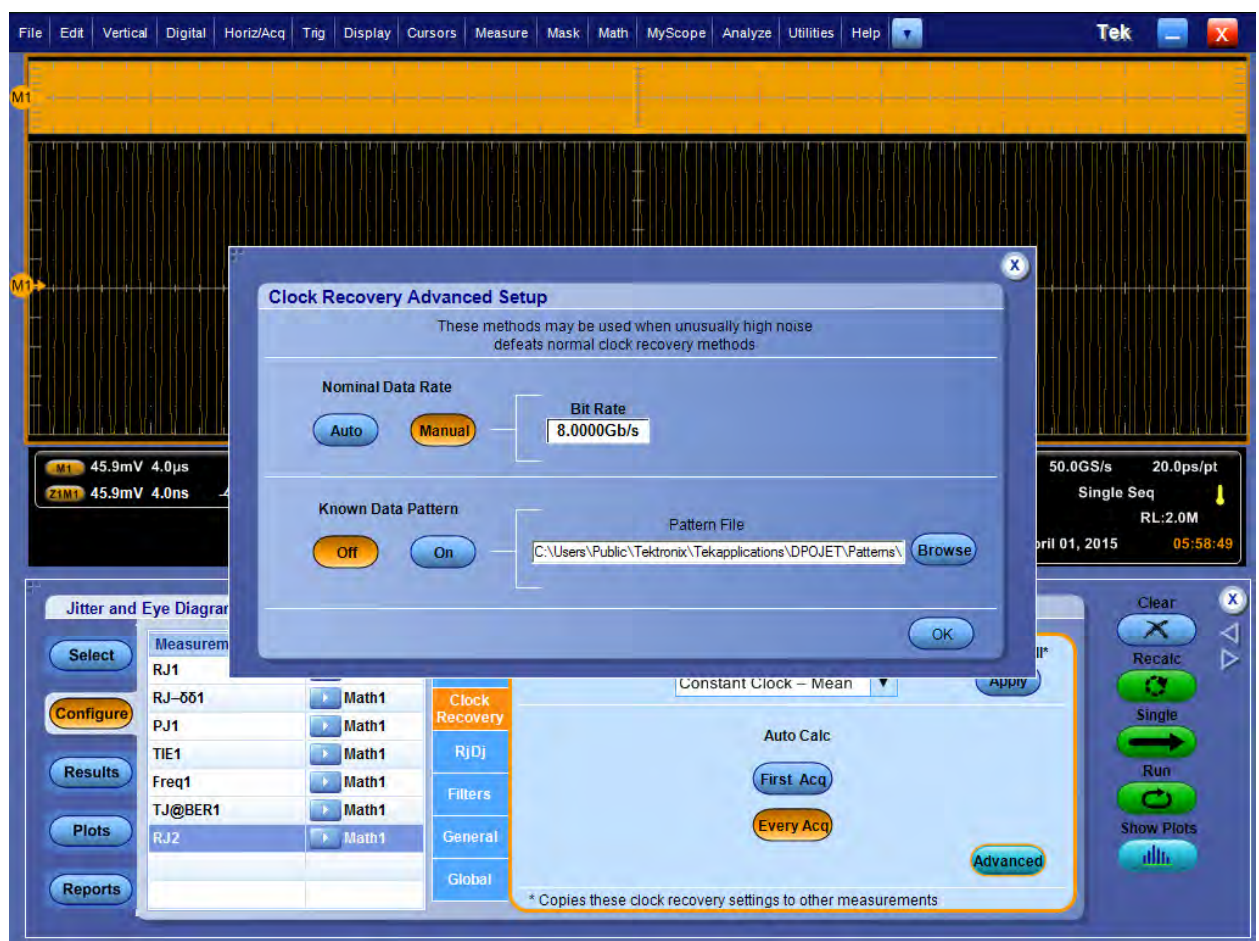 File Edit Vertical Digital Horiz/Acq Trig Display Cursors Measure Mask Math MyScope Analyze Utilities Help Tek X
M1
M1
X
Clock Recovery Advanced Setup
These methods may be used when unusually high noise
defeats normal clock recovery methods
Nominal Data Rate
Auto Manual
Bit Rate
8.0000Gb/s
Known Data Pattern
Off On
Pattern File
C:\Users\Public\Tektronix\Tekapplications\DPOJET\Patterns\ Browse
OK
M1 45.9mV 4.0µs
Z1M1 45.9mV 4.0ns
50.0GS/s 20.0ps/pt
Single Seq
RL:2.0M
pril 01, 2015 05:58:49
Jitter and Eye Diagra
Select
Configure
Results
Plots
Reports
Measurem
RJ1
RJ–δδ1 Math1
PJ1 Math1
TIE1 Math1
Freq1 Math1
TJ@BER1 Math1
RJ2 Math1
Clock
Recovery
RjDj
Filters
General
Global
Constant Clock – Mean
Apply
Auto Calc
First Acq
Every Acq
Advanced
* Copies these clock recovery settings to other measurements
Clear X
Recalc
Single
Run
Show Plots